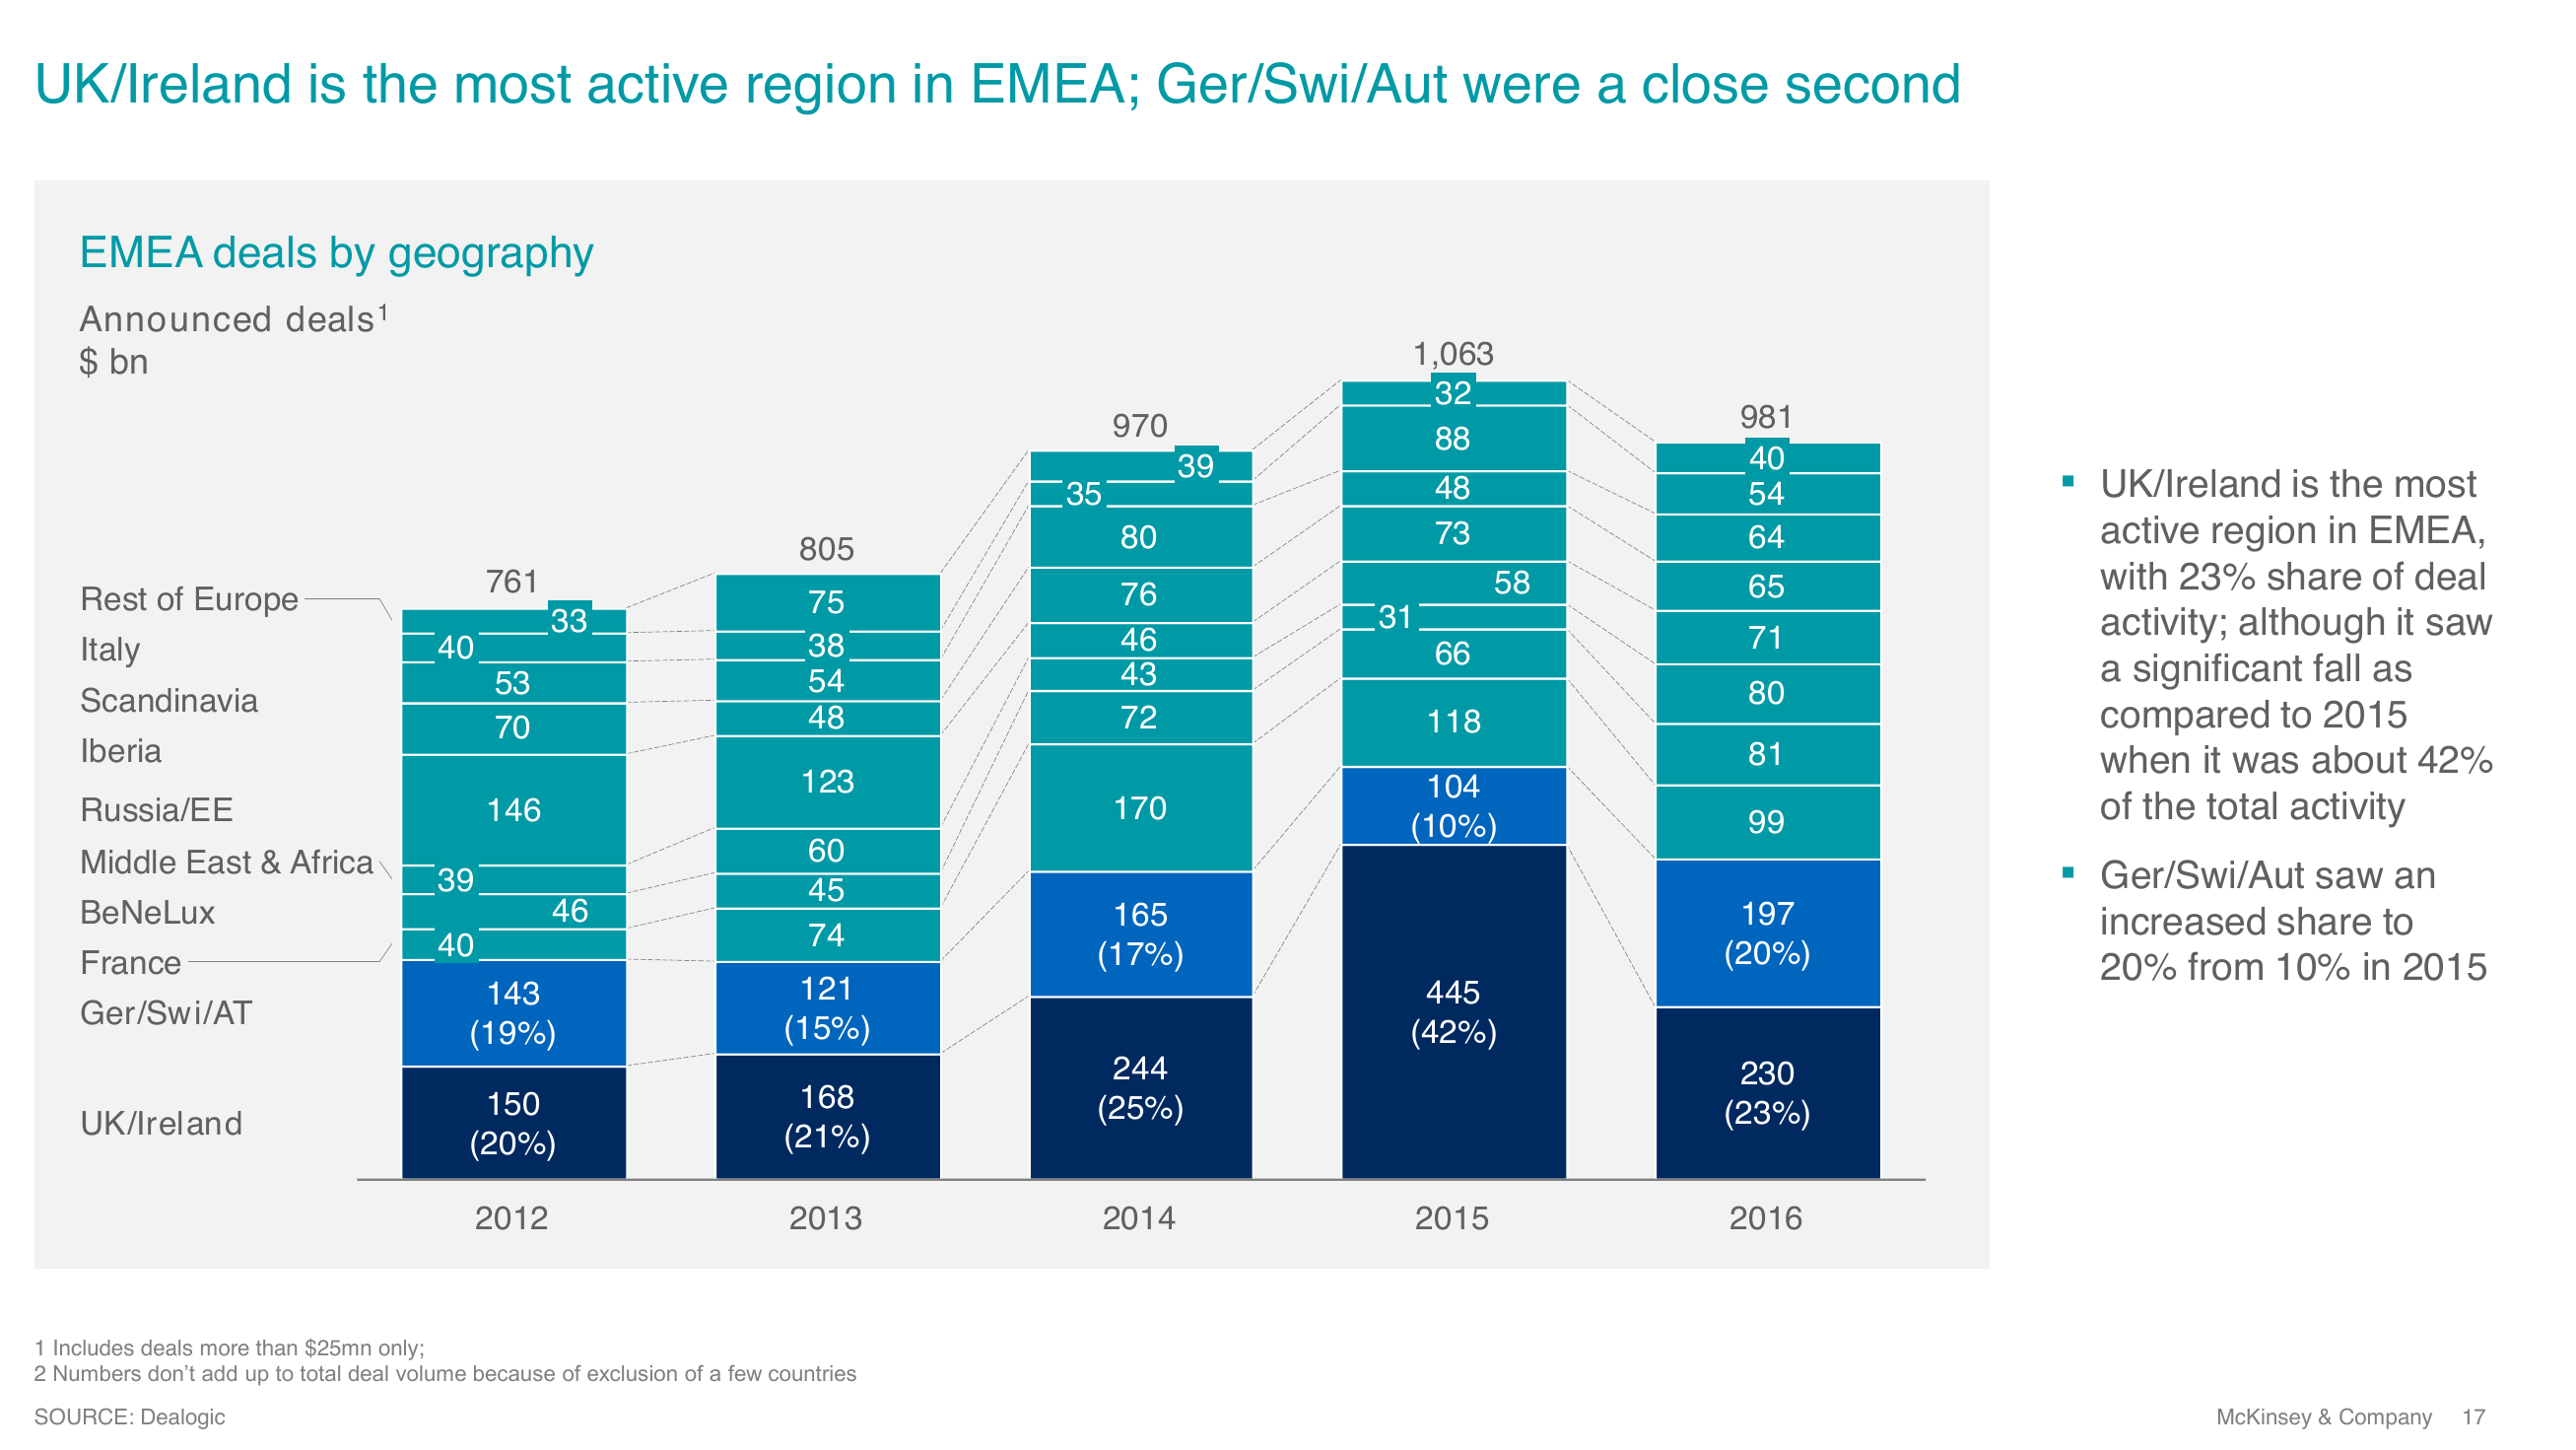 UK/Ireland is the most active region in EMEA; Ger/Swi/Aut were a close second
EMEA deals by geography
Announced deals¹
$ bn
Rest of Europe
Italy
Scandinavia
Iberia
Russia/EE
Middle East & Africa
BeNeLux
France
Ger/Swi/AT
UK/Ireland
761
33
40
53
70
146
39
46
40
143
(19%)
150
(20%)
2012
805
75
38
54
48
123
60
45
74
121
(15%)
168
(21%)
2013
970
39
35
80
76
46
43
72
170
165
(17%)
244
(25%)
2014
1,063
32
88
48
73
58
31
66
118
104
(10%)
445
(42%)
2015
981
40
54
64
65
71
80
81
99
197
(20%)
230
(23%)
2016
▪ UK/Ireland is the most
active region in EMEA,
with 23% share of deal
activity; although it saw
a significant fall as
compared to 2015
when it was about 42%
of the total activity
▪ Ger/Swi/Aut saw an
increased share to
20% from 10% in 2015
1 Includes deals more than $25mn only;
2 Numbers don’t add up to total deal volume because of exclusion of a few countries
SOURCE: Dealogic
McKinsey & Company 17